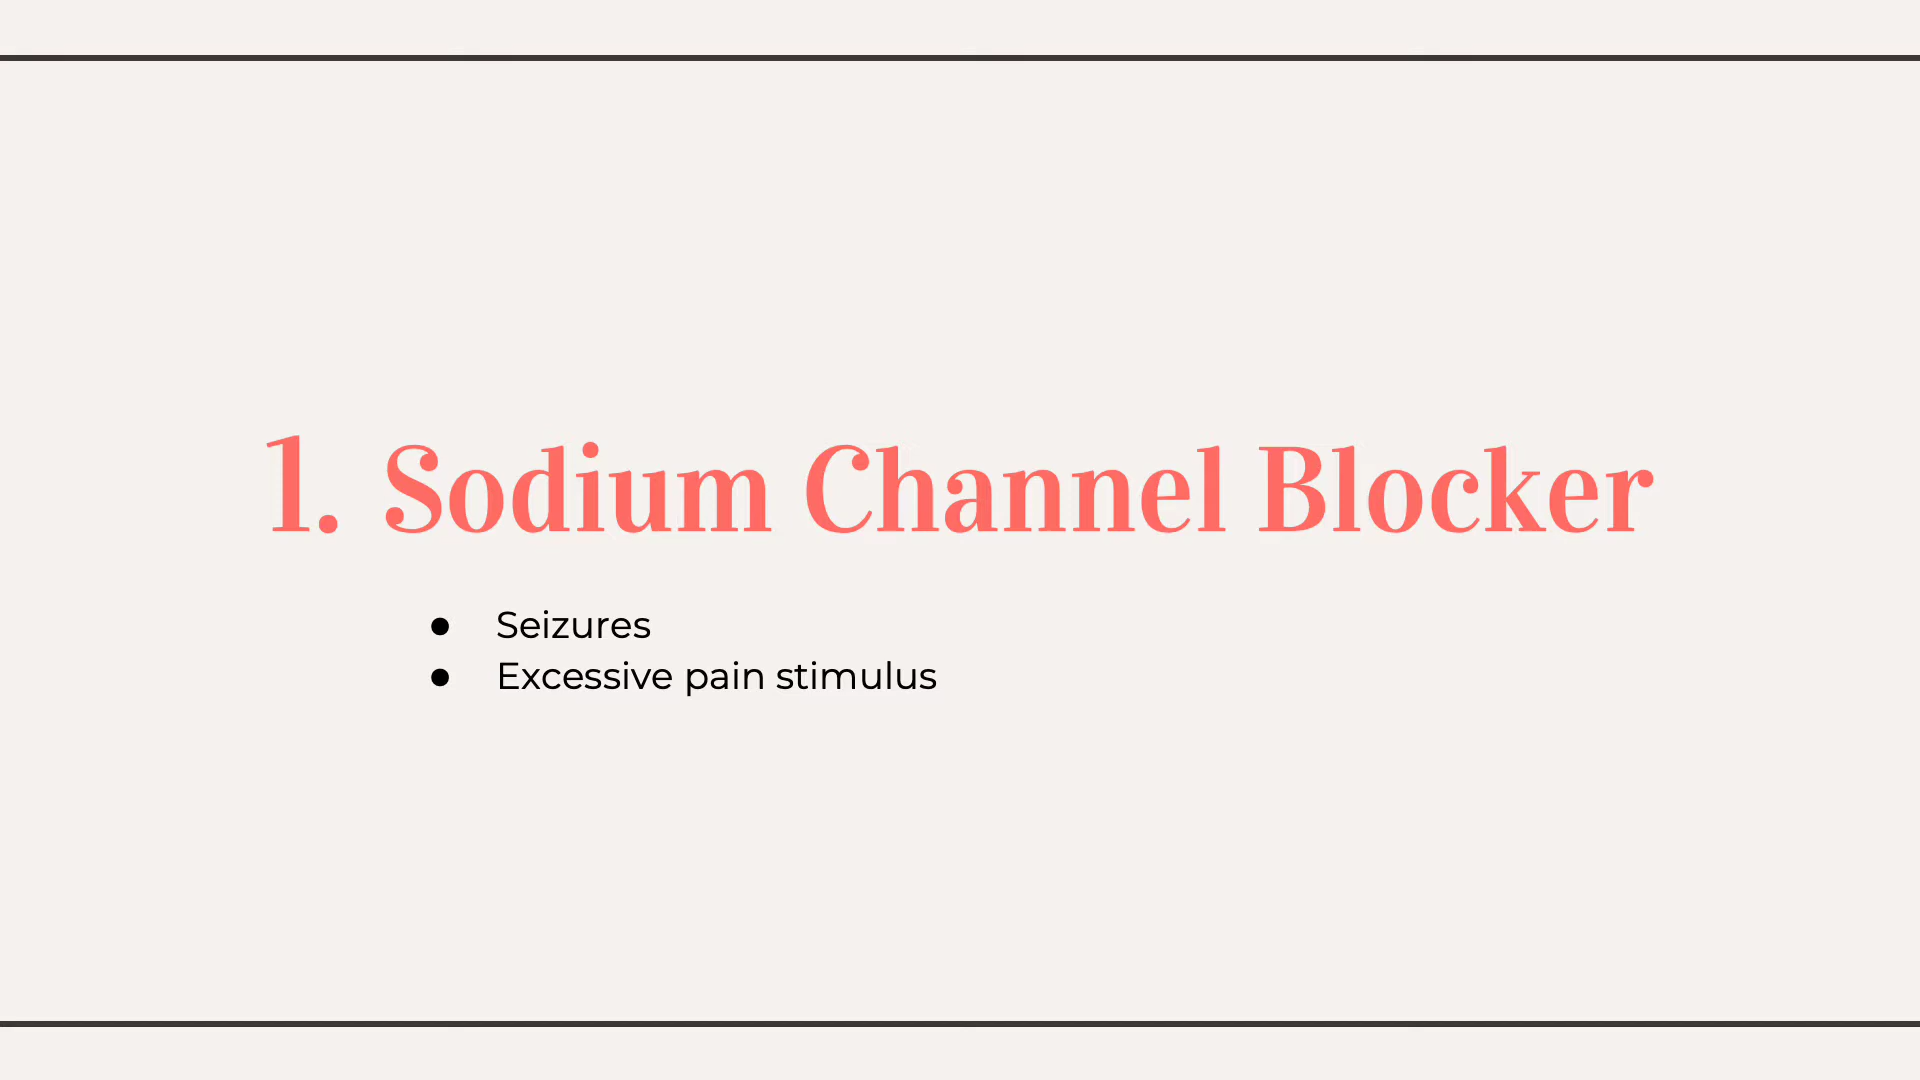 1. Sodium Channel Blocker
● Seizures
● Excessive pain stimulus